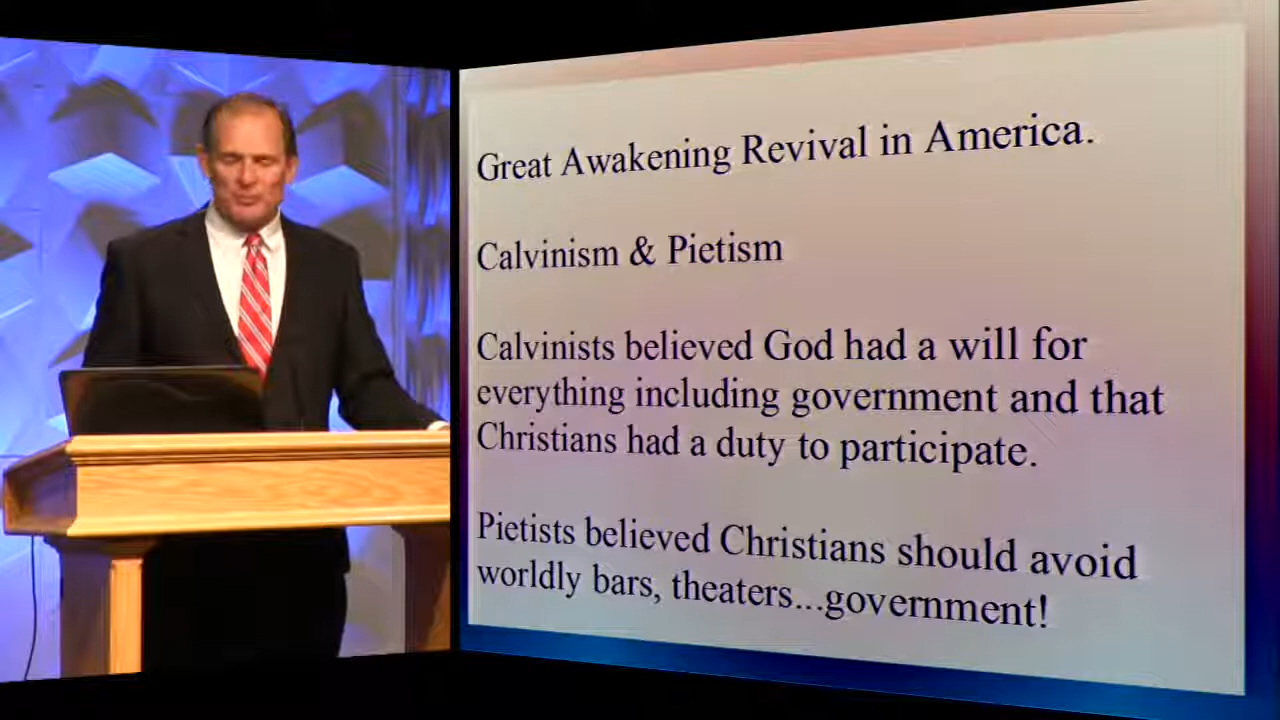 Great Awakening Revival in America.
Calvinism & Pietism
Calvinists believed God had a will for
everything including government and that
Christians had a duty to participate.
Pietists believed Christians should avoid
worldly bars, theaters...government!